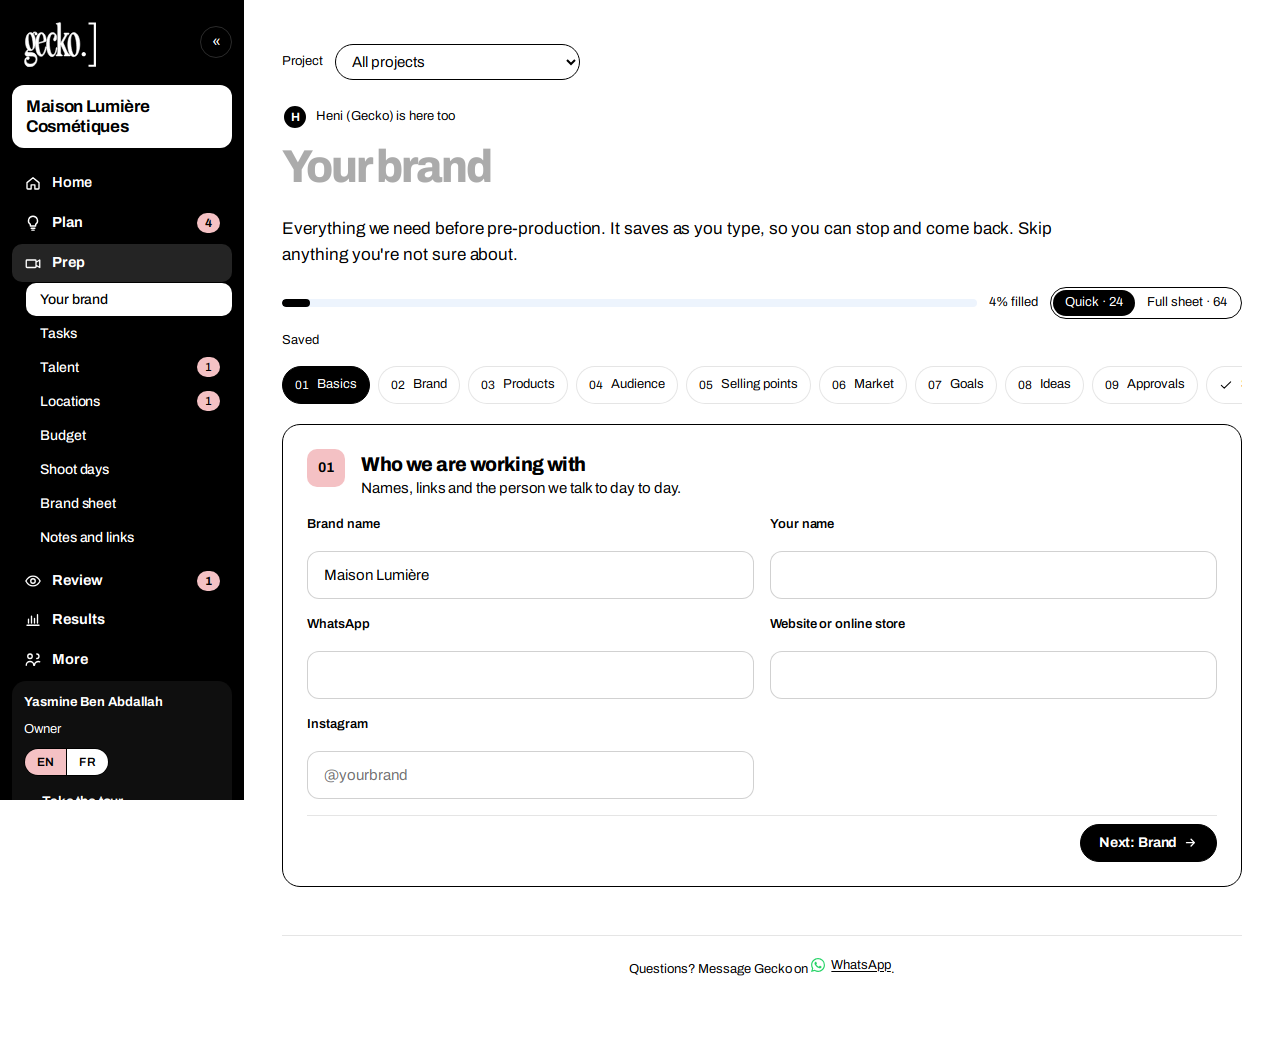 gecko.]
«
Maison Lumière
Cosmétiques
Home
Plan 4
Prep
Your brand
Tasks
Talent 1
Locations 1
Budget
Shoot days
Brand sheet
Notes and links
Review 1
Results
More
Yasmine Ben Abdallah
Owner
EN FR
Take the tour
Project All projects
H Heni (Gecko) is here too
Your brand
Everything we need before pre-production. It saves as you type, so you can stop and come back. Skip
anything you're not sure about.
4% filled Quick · 24 Full sheet · 64
Saved
01 Basics 02 Brand 03 Products 04 Audience 05 Selling points 06 Market 07 Goals 08 Ideas 09 Approvals
01 Who we are working with
Names, links and the person we talk to day to day.
Brand name Your name
Maison Lumière
WhatsApp Website or online store
Instagram
@yourbrand
Next: Brand →
Questions? Message Gecko on WhatsApp.